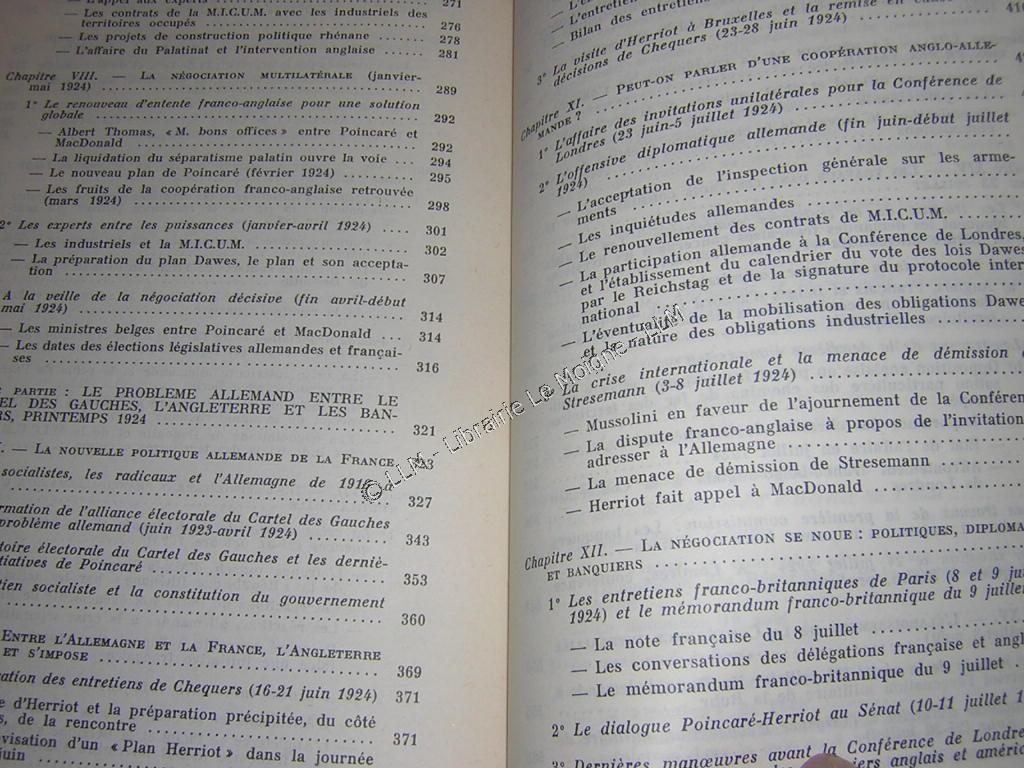 — L'appel aux experts 271
— Les contrats de la M.I.C.U.M. avec les industriels des
territoires occupés 276
— Les projets de construction politique rhénane 278
— L'affaire du Palatinat et l'intervention anglaise 281
Chapitre VIII. — LA NÉGOCIATION MULTILATÉRALE (janvier-
mai 1924) 289
1° Le renouveau d'entente franco-anglaise pour une solution
globale 292
— Albert Thomas, « M. bons offices » entre Poincaré et
MacDonald 292
— La liquidation du séparatisme palatin ouvre la voie ... 294
— Le nouveau plan de Poincaré (février 1924) 295
— Les fruits de la coopération franco-anglaise retrouvée
(mars 1924) 298
2° Les experts entre les puissances (janvier-avril 1924) .... 301
— Les industriels et la M.I.C.U.M. 302
— La préparation du plan Dawes, le plan et son accepta-
tion 307
A la veille de la négociation décisive (fin avril-début
mai 1924) 314
— Les ministres belges entre Poincaré et MacDonald ... 314
— Les dates des élections législatives allemandes et françai-
ses 316
PARTIE : LE PROBLEME ALLEMAND ENTRE LE
DES GAUCHES, L'ANGLETERRE ET LES BAN-
PRINTEMPS 1924 321
— LA NOUVELLE POLITIQUE ALLEMANDE DE LA FRANCE. 323
socialistes, les radicaux et l'Allemagne de à
327
de l'alliance électorale du Cartel des Gauches
problème allemand (juin 1923-avril 1924) 343
électorale du Cartel des Gauches et les derniè-
de Poincaré 353
socialiste et la constitution du gouvernement
360
ENTRE L'ALLEMAGNE ET LA FRANCE, L'ANGLETERRE
ET S'IMPOSE 369
des entretiens de Chequers (16-21 juin 1924) 371
d'Herriot et la préparation précipitée, du côté
de la rencontre 371
d'un « Plan Herriot » dans la journée
juin
— L'entretien
— Bilan des entretiens
3° La visite d'Herriot à Bruxelles et la remise en
décisions de Chequers (23-28 juin 1924)
Chapitre XI. — PEUT-ON PARLER D'UNE COOPÉRATION ANGLO-ALLE-
MANDE ?
1° L'affaire des invitations unilatérales pour la Conférence de
Londres (23 juin-5 juillet 1924)
2° L'offensive diplomatique allemande (fin juin-début juillet
1924)
— L'acceptation de l'inspection générale sur les arme-
ments
— Les inquiétudes allemandes
— Le renouvellement des contrats de M.I.C.U.M.
— La participation allemande à la Conférence de Londres,
et l'établissement du calendrier du vote des lois Dawes
par le Reichstag et de la signature du protocole inter-
national
— L'éventualité de la mobilisation des obligations Dawes
et la nature des obligations industrielles
La crise internationale et la menace de démission
Stresemann (3-8 juillet 1924)
— Mussolini en faveur de l'ajournement de la
— La dispute franco-anglaise à propos de l'invitation
adresser à l'Allemagne
— La menace de démission de Stresemann
— Herriot fait appel à MacDonald
Chapitre XII. — LA NÉGOCIATION SE NOUE : POLITIQUES,
ET BANQUIERS
1° Les entretiens franco-britanniques de Paris (8 et 9
1924) et le mémorandum franco-britannique du 9
— La note française du 8 juillet
— Les conversations des délégations française et
— Le mémorandum franco-britannique du 9 juillet
2° Le dialogue Poincaré-Herriot au Sénat (10-11 juillet
3° Dernières manœuvres avant la Conférence de
anglais et
© LLM - Librairie Le Moigne - LLM